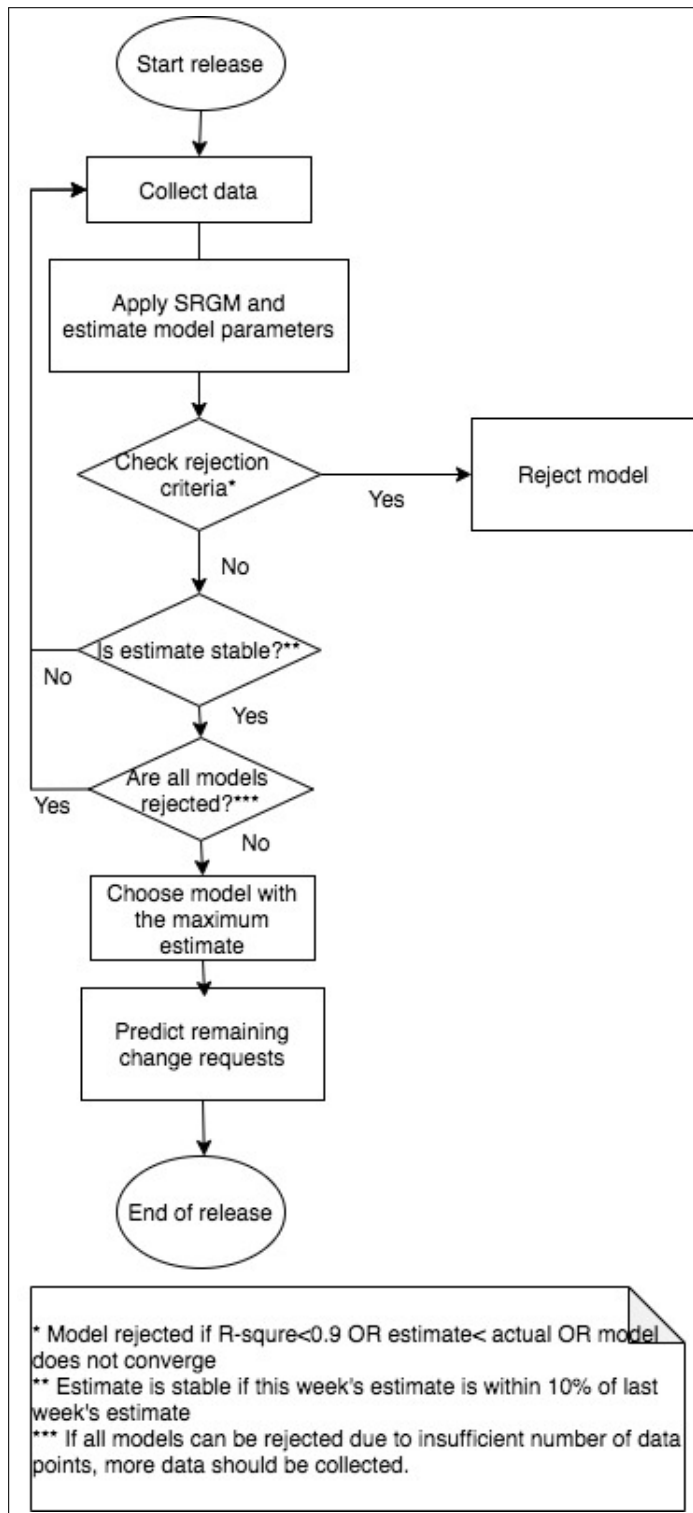 Start release
Collect data
Apply SRGM and
estimate model parameters
Check rejection
criteria*
Yes
Reject model
No
Is estimate stable?**
No
Yes
Are all models
rejected?***
Yes
No
Choose model with
the maximum
estimate
Predict remaining
change requests
End of release
* Model rejected if R-squre<0.9 OR estimate< actual OR model
does not converge
** Estimate is stable if this week's estimate is within 10% of last
week's estimate
*** If all models can be rejected due to insufficient number of data
points, more data should be collected.